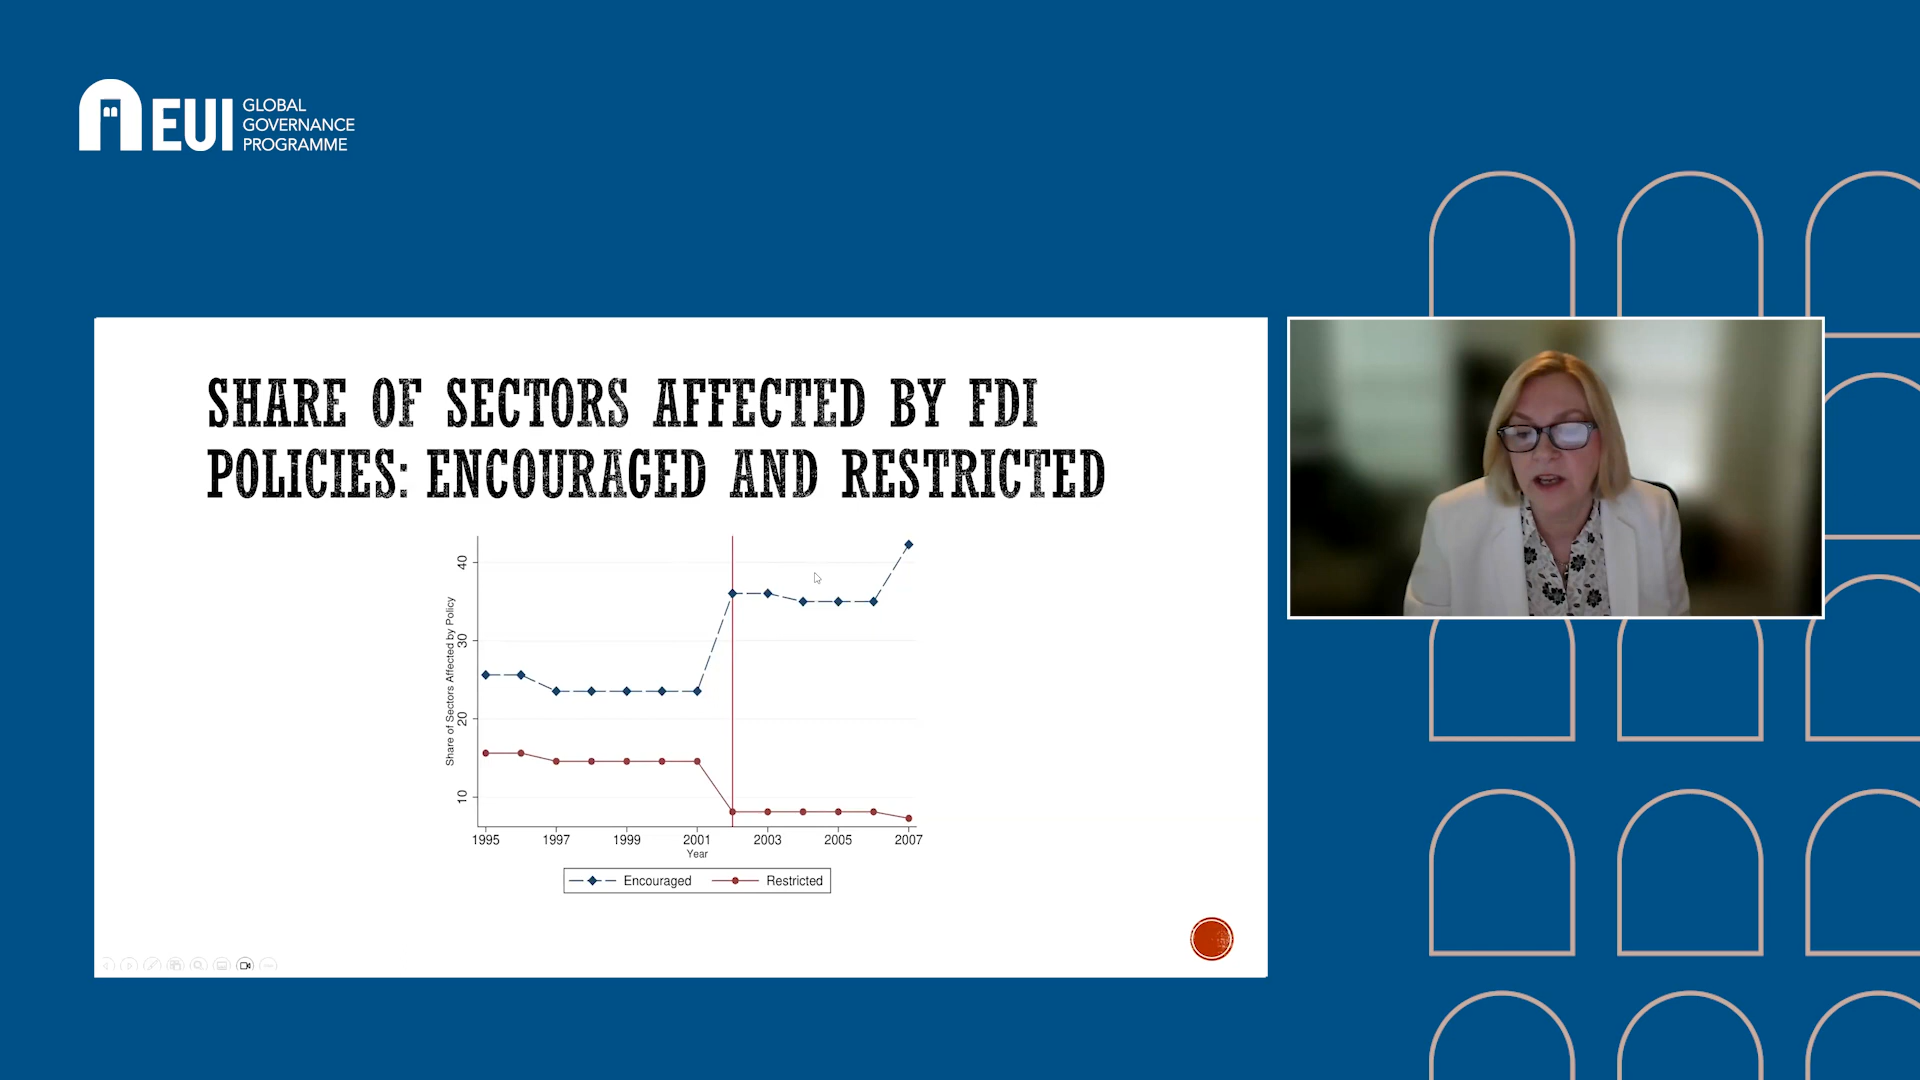 EUI
GLOBAL
GOVERNANCE
PROGRAMME
SHARE OF SECTORS AFFECTED BY FDI
POLICIES: ENCOURAGED AND RESTRICTED
Share of Sectors Affected by Policy
40
30
20
10
1995 1997 1999 2001 2003 2005 2007
Year
Encouraged Restricted